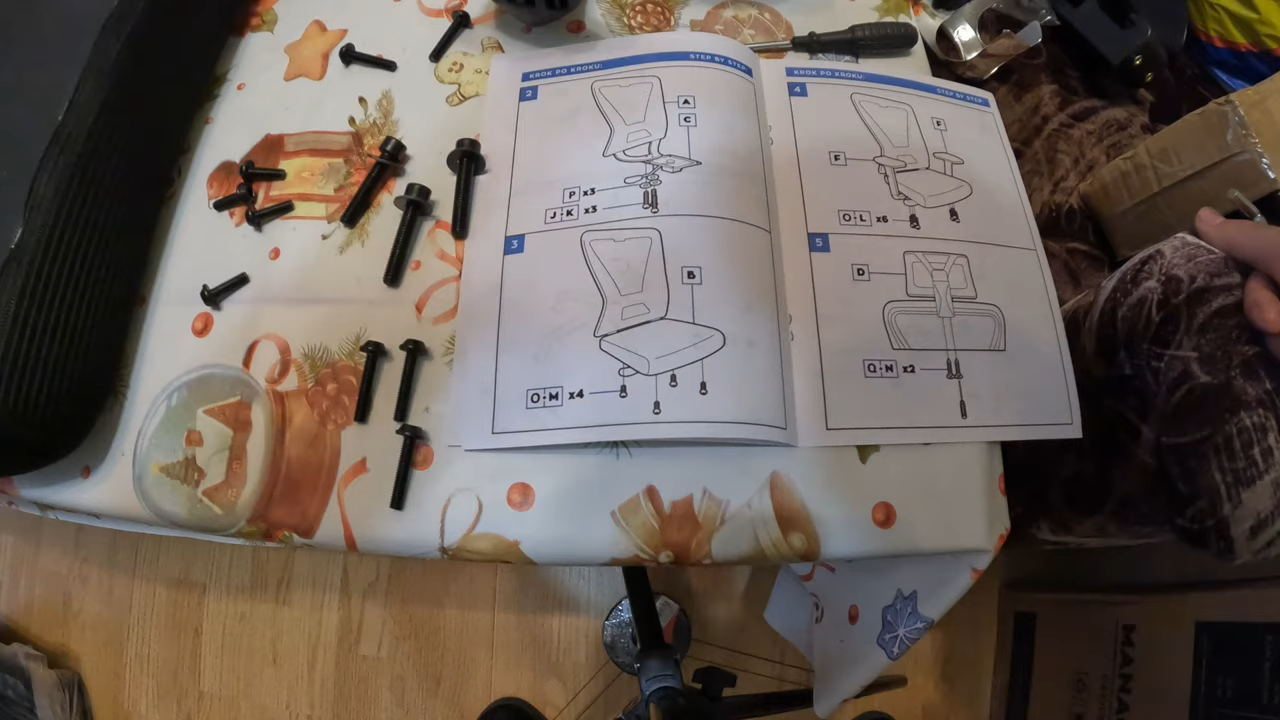 KROK PO KROKU: STEP BY STEP:
2
A
C
P x3
J K x3
3
B
O M x4
KROK PO KROKU: STEP BY STEP:
4
F
F
O L x6
5
D
Q N x2
MANA